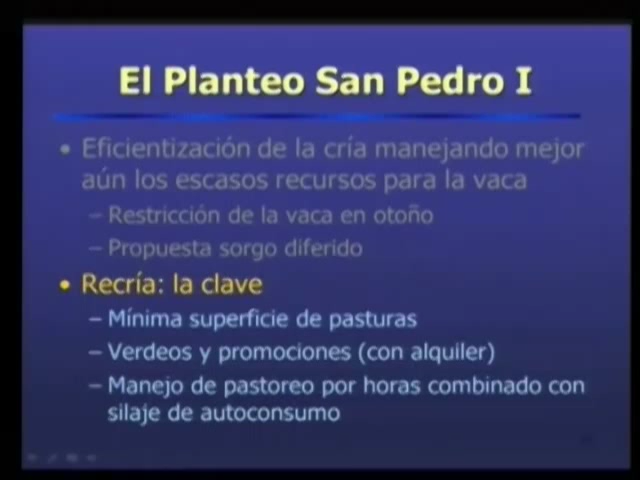 El Planteo San Pedro I
• Eficientización de la cría manejando mejor
aún los escasos recursos para la vaca
– Restricción de la vaca en otoño
– Propuesta sorgo diferido
• Recría: la clave
– Mínima superficie de pasturas
– Verdeos y promociones (con alquiler)
– Manejo de pastoreo por horas combinado con
silaje de autoconsumo